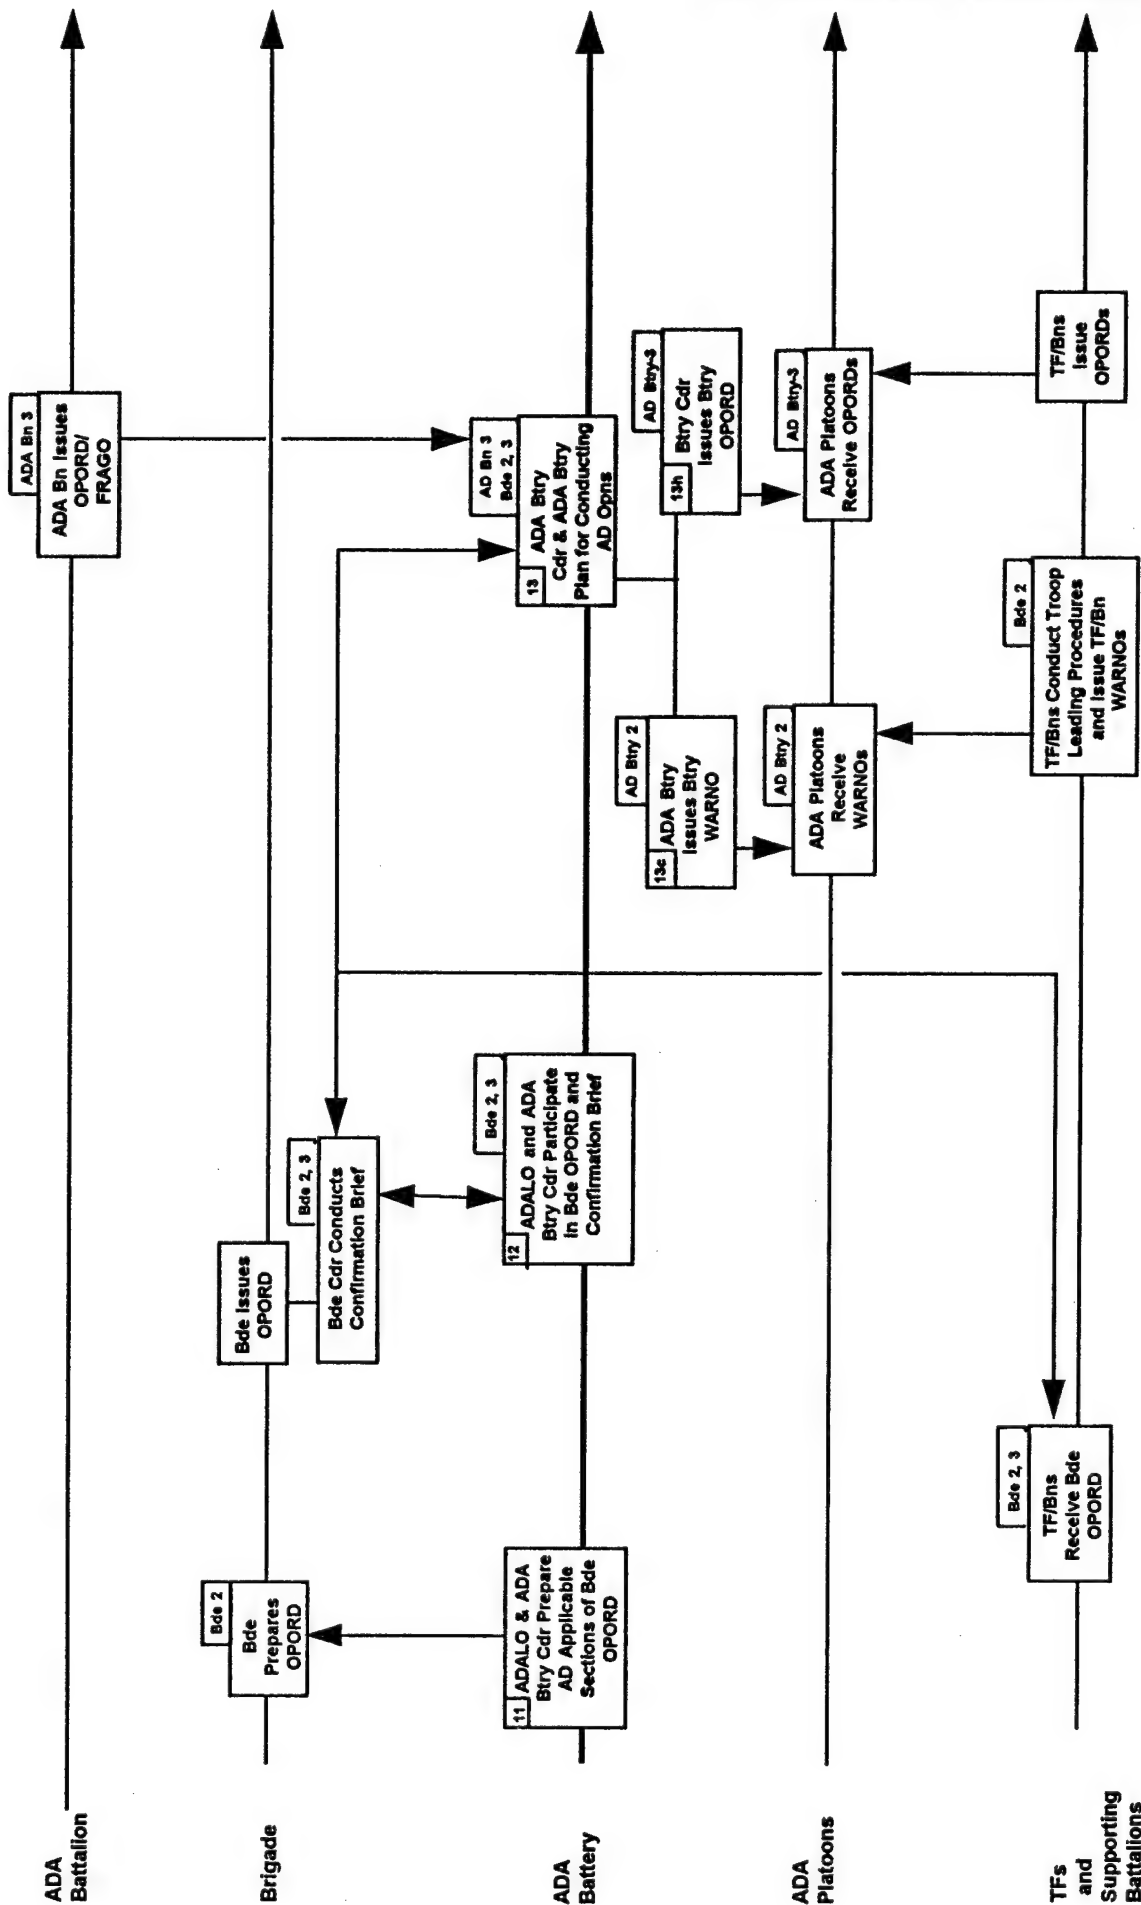 ADA
Battalion
ADA Bn 3
ADA Bn Issues
OPORD/
FRAGO
Brigade
Bde 2
Bde
Prepares
OPORD
Bde Issues
OPORD
Bde 2, 3
Bde Cdr Conducts
Confirmation Brief
ADA
Battery
11
ADALO & ADA
Btry Cdr Prepare
AD Applicable
Sections of Bde
OPORD
Bde 2, 3
12
ADALO and ADA
Btry Cdr Participate
in Bde OPORD and
Confirmation Brief
AD Bn 3
Bde 2, 3
13
ADA Btry
Cdr & ADA Btry
Plan for Conducting
AD Opns
AD Btry 2
13c
ADA Btry
Issues Btry
WARNO
AD Btry-3
13h
Btry Cdr
Issues Btry
OPORD
ADA
Platoons
AD Btry 2
ADA Platoons
Receive
WARNOs
AD Btry-3
ADA Platoons
Receive OPORDs
TFs
and
Supporting
Battalions
Bde 2, 3
TF/Bns
Receive Bde
OPORD
Bde 2
TF/Bns Conduct Troop
Leading Procedures
and Issue TF/Bn
WARNOs
TF/Bns
Issue
OPORDs